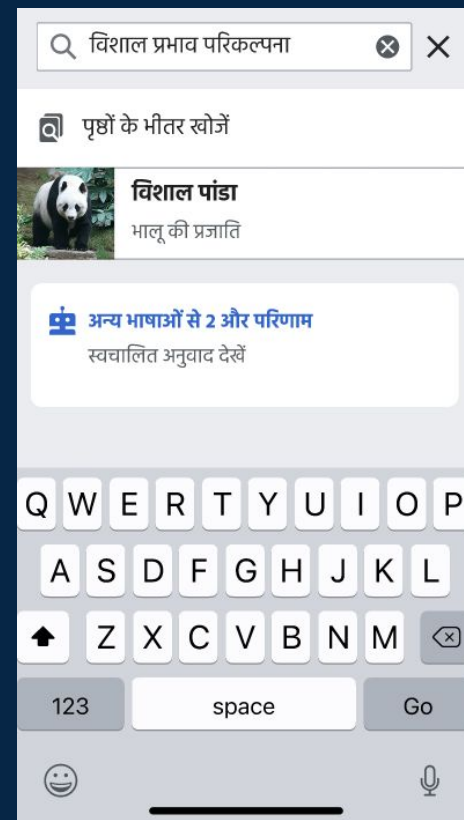 विशाल प्रभाव परिकल्पना
पृष्ठों के भीतर खोजें
विशाल पांडा
भालू की प्रजाति
अन्य भाषाओं से 2 और परिणाम
स्वचालित अनुवाद देखें
Q W E R T Y U I O P
A S D F G H J K L
Z X C V B N M
123 space Go